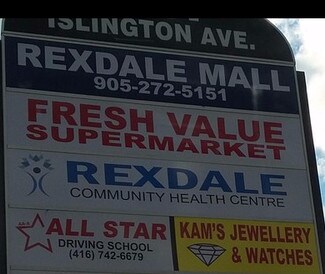 ISLINGTON AVE.
REXDALE MALL
905-272-5151
FRESH VALUE
SUPERMARKET
REXDALE
COMMUNITY HEALTH CENTRE
ALL STAR
DRIVING SCHOOL
(416) 742-6679
KAM'S JEWELLERY
& WATCHES